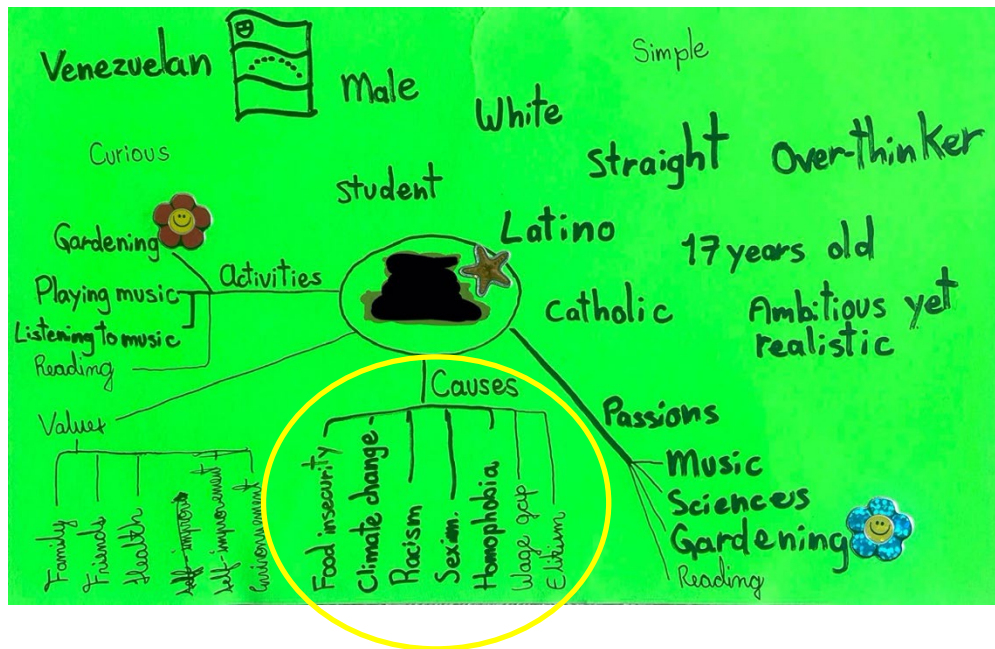 Venezuelan
Male
White
Simple
Curious
Student
Straight
Over-thinker
Gardening
Activities
Playing music
Listening to music
Reading
Latino
17 years old
Catholic
Ambitious yet
realistic
Values
Family
Friends
Health
Self-improvement
Causes
Food insecurity
Climate change
Racism
Sexism.
Homophobia
Wage gap
Elitism
Passions
Music
Sciences
Gardening
Reading